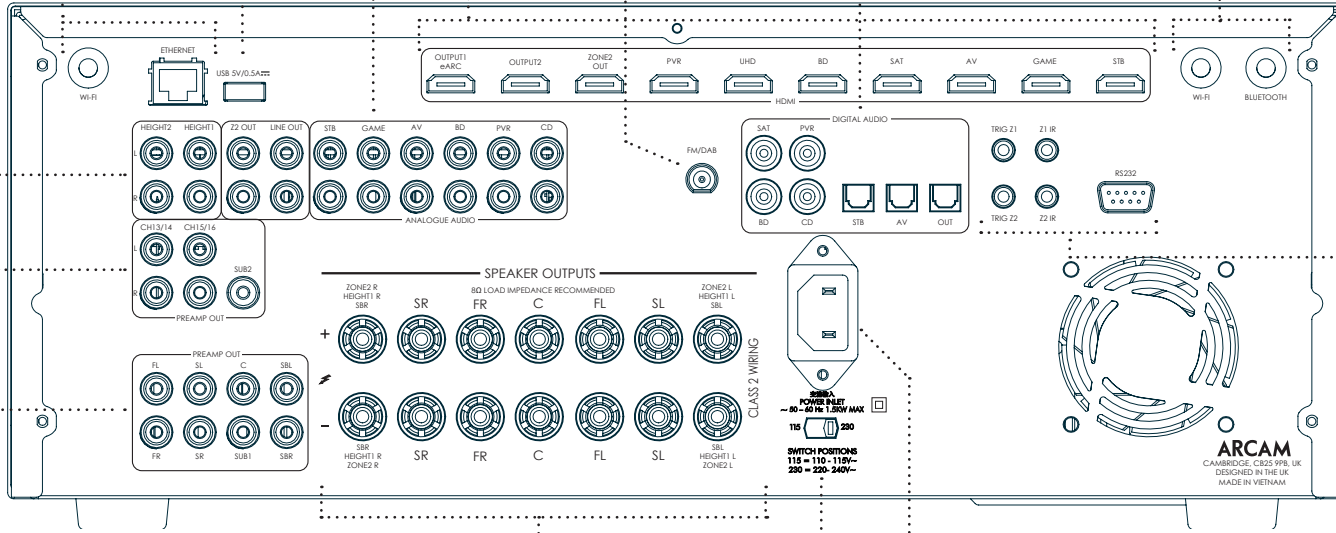 WI-FI
ETHERNET
USB 5V/0.5A
OUTPUT1 eARC
OUTPUT2
ZONE2 OUT
PVR
UHD
BD
SAT
AV
GAME
STB
HDMI
WI-FI
BLUETOOTH
HEIGHT2
HEIGHT1
Z2 OUT
LINE OUT
STB
GAME
AV
BD
PVR
CD
L
R
ANALOGUE AUDIO
FM/DAB
DIGITAL AUDIO
SAT
PVR
BD
CD
STB
AV
OUT
TRIG Z1
Z1 IR
TRIG Z2
Z2 IR
RS232
CH13/14
CH15/16
L
R
SUB2
PREAMP OUT
PREAMP OUT
FL
SL
C
SBL
FR
SR
SUB1
SBR
SPEAKER OUTPUTS
8Ω LOAD IMPEDANCE RECOMMENDED
ZONE2 R
HEIGHT1 R
SBR
SR
FR
C
FL
SL
ZONE2 L
HEIGHT1 L
SBL
+
−
SBR
HEIGHT1 R
ZONE2 R
SR
FR
C
FL
SL
SBL
HEIGHT1 L
ZONE2 L
CLASS 2 WIRING
POWER INLET
~ 50 – 60 Hz 1.5KW MAX
115
230
SWITCH POSITIONS
115 = 110 - 115V~
230 = 220- 240V~
ARCAM
CAMBRIDGE, CB25 9PB, UK
DESIGNED IN THE UK
MADE IN VIETNAM